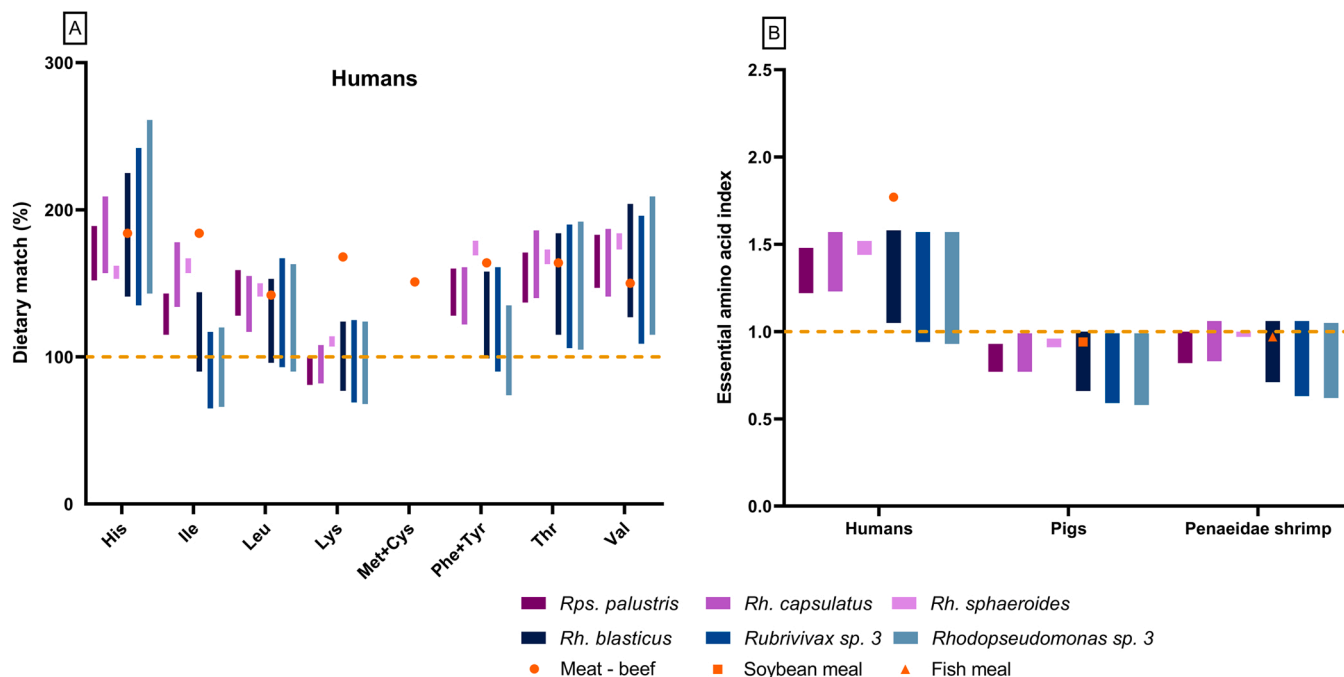 A
Humans
300
200
100
0
Dietary match (%)
His
Ile
Leu
Lys
Met+Cys
Phe+Tyr
Thr
Val
B
2.5
2.0
1.5
1.0
0.5
0.0
Essential amino acid index
Humans
Pigs
Penaeidae shrimp
Rps. palustris
Rh. capsulatus
Rh. sphaeroides
Rh. blasticus
Rubrivivax sp. 3
Rhodopseudomonas sp. 3
Meat - beef
Soybean meal
Fish meal